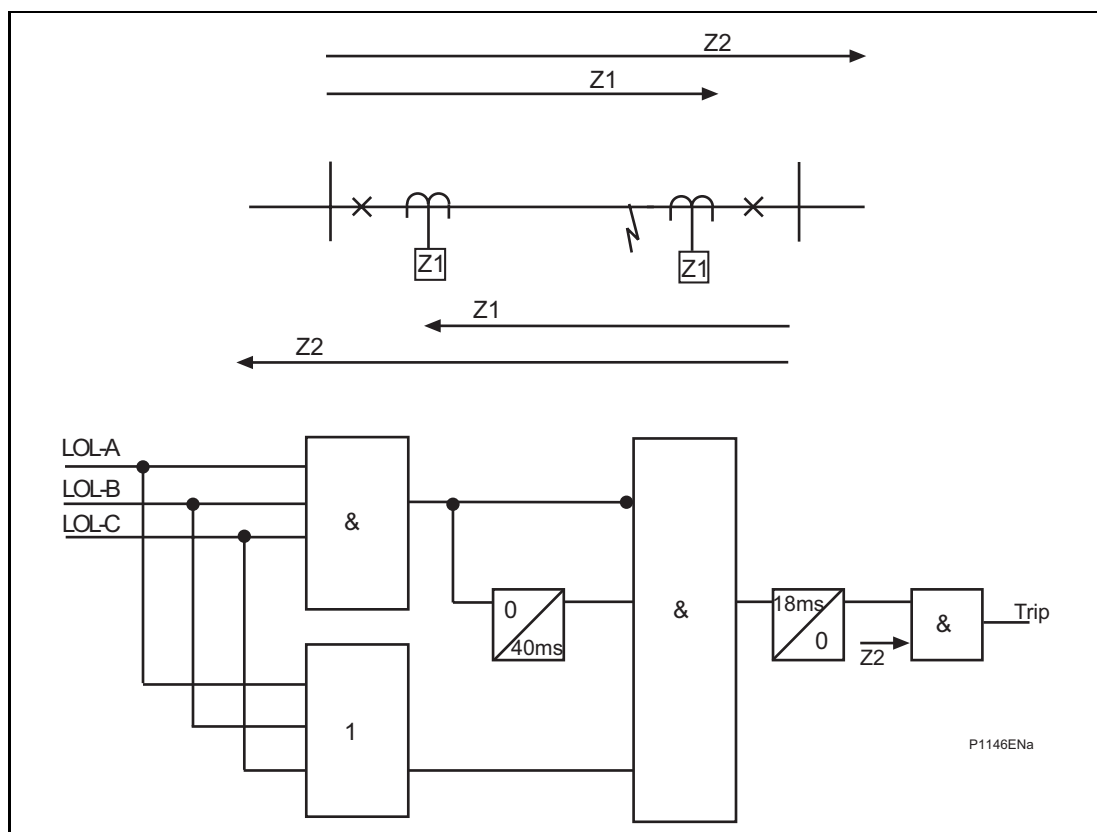 Z2
Z1
Z1
Z1
Z1
Z2
LOL-A
LOL-B
LOL-C
&
0
40ms
&
18ms
0
Z2
&
Trip
1
P1146ENa